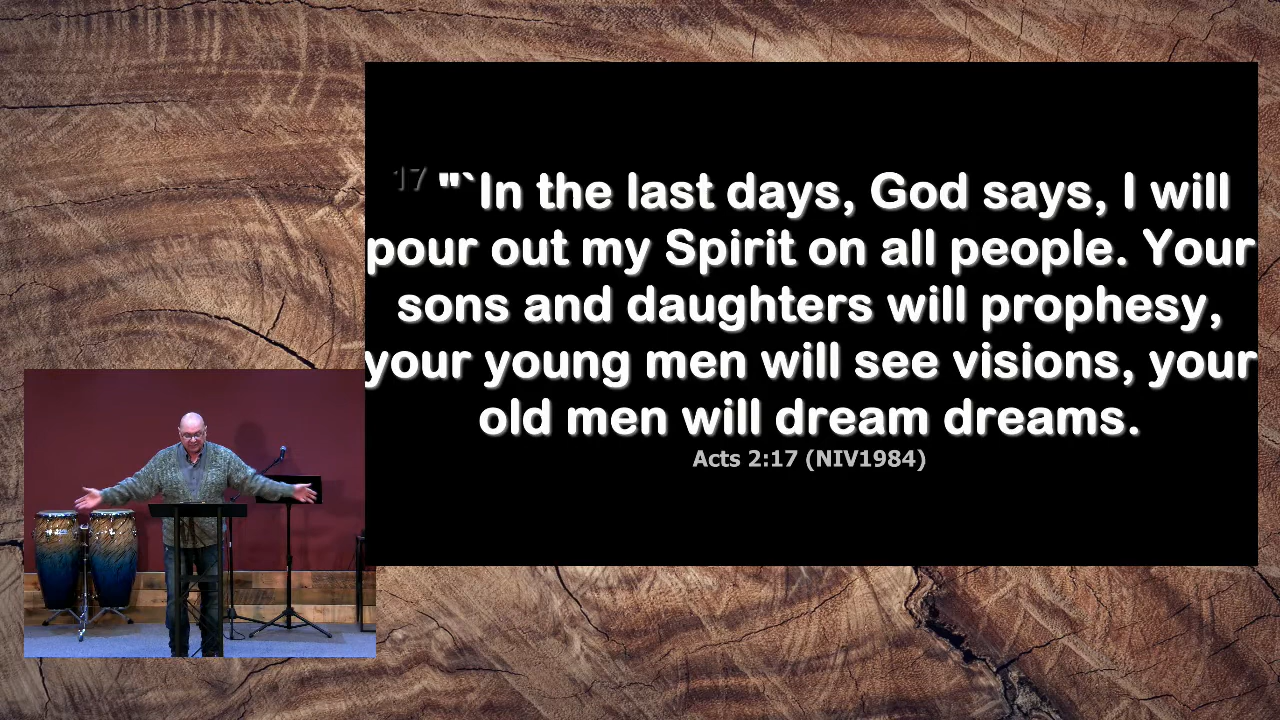 17 "`In the last days, God says, I will
pour out my Spirit on all people. Your
sons and daughters will prophesy,
your young men will see visions, your
old men will dream dreams.
Acts 2:17 (NIV1984)